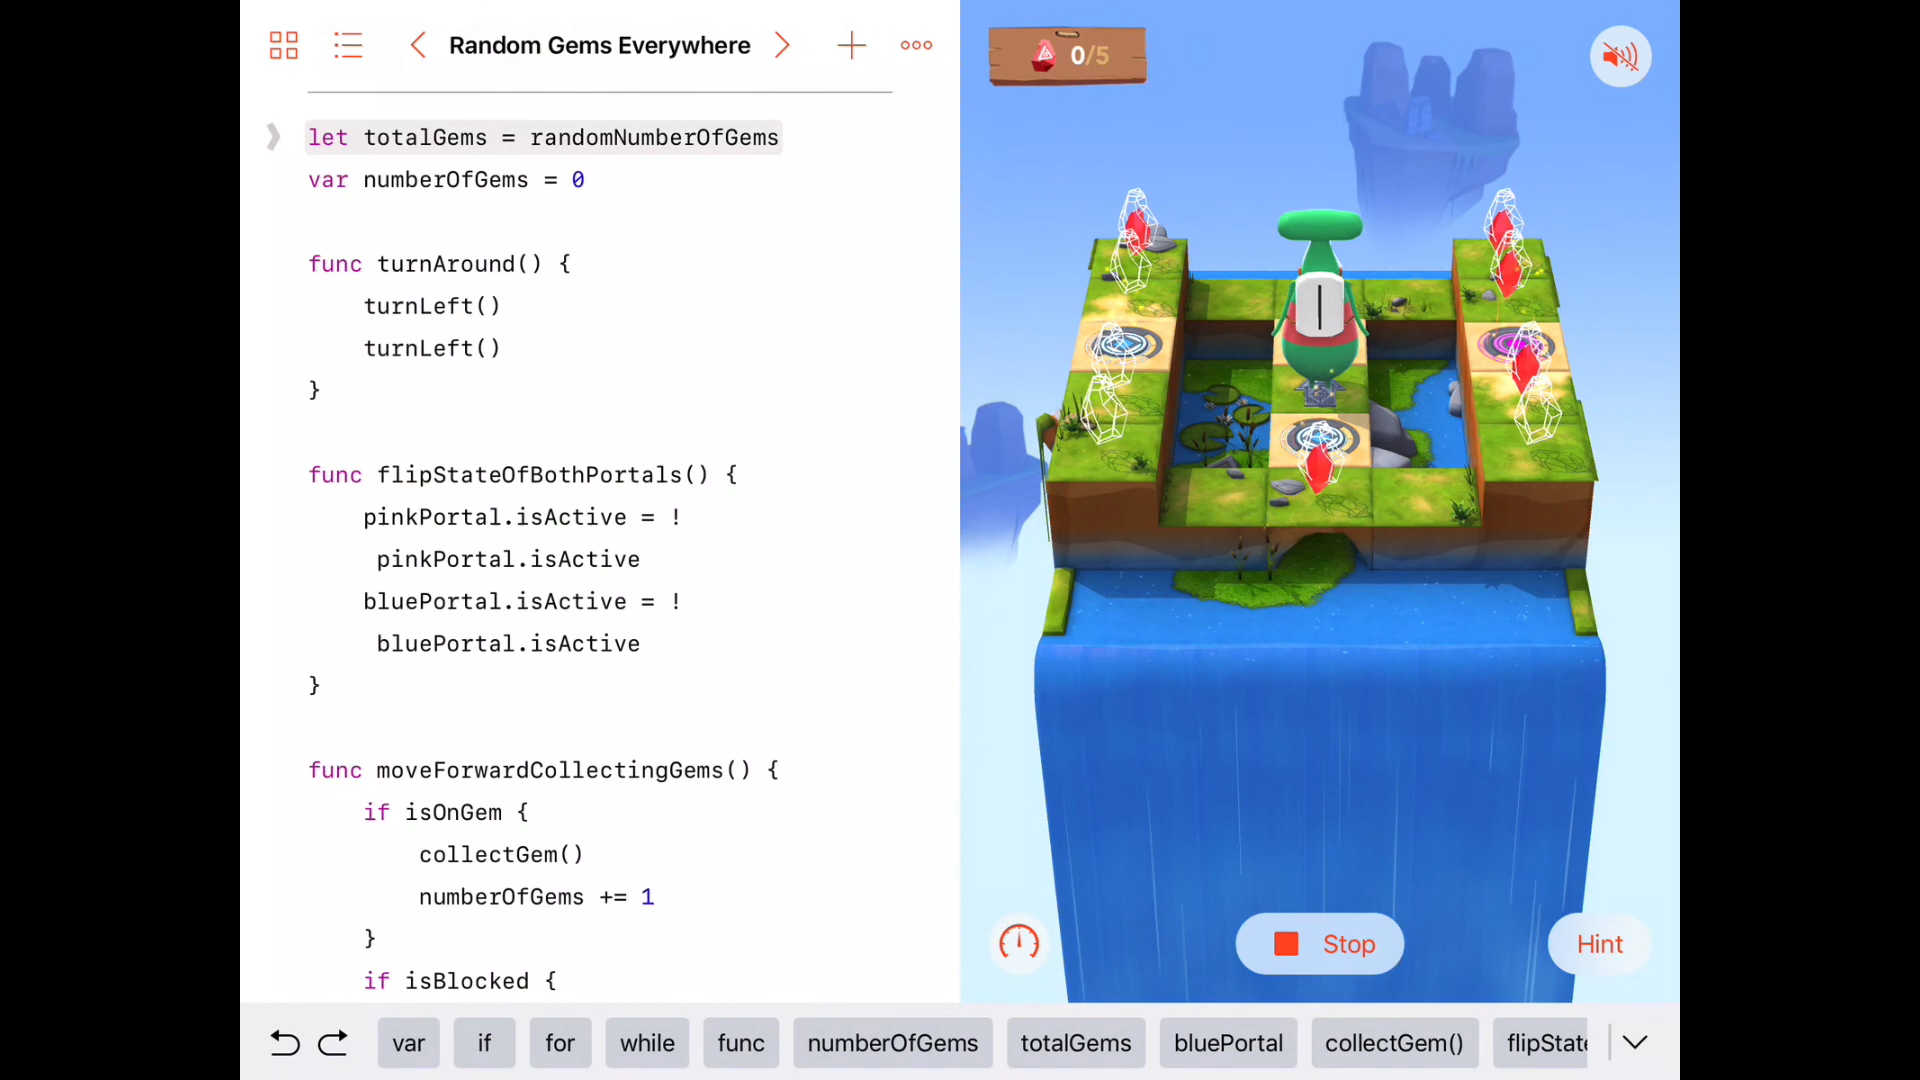 Random Gems Everywhere
0/5
let totalGems = randomNumberOfGems
var numberOfGems = 0
func turnAround() {
turnLeft()
turnLeft()
}
func flipStateOfBothPortals() {
pinkPortal.isActive = !
pinkPortal.isActive
bluePortal.isActive = !
bluePortal.isActive
}
func moveForwardCollectingGems() {
if isOnGem {
collectGem()
numberOfGems += 1
}
if isBlocked {
Stop
Hint
var if for while func numberOfGems totalGems bluePortal collectGem() flipState